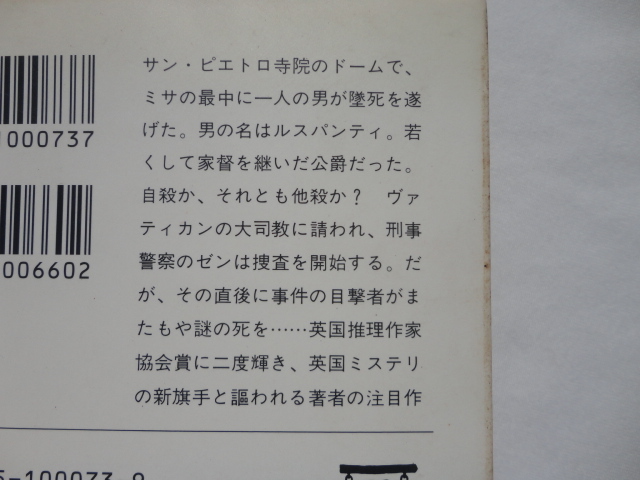 サン・ピエトロ寺院のドームで、
ミサの最中に一人の男が墜死を遂
げた。男の名はルスパンティ。若
くして家督を継いだ公爵だった。
自殺か、それとも他殺か？　ヴァ
ティカンの大司教に請われ、刑事
警察のゼンは捜査を開始する。だ
が、その直後に事件の目撃者がま
たもや謎の死を……英国推理作家
協会賞に二度輝き、英国ミステリ
の新旗手と謳われる著者の注目作
1000737
006602
5-100073-9